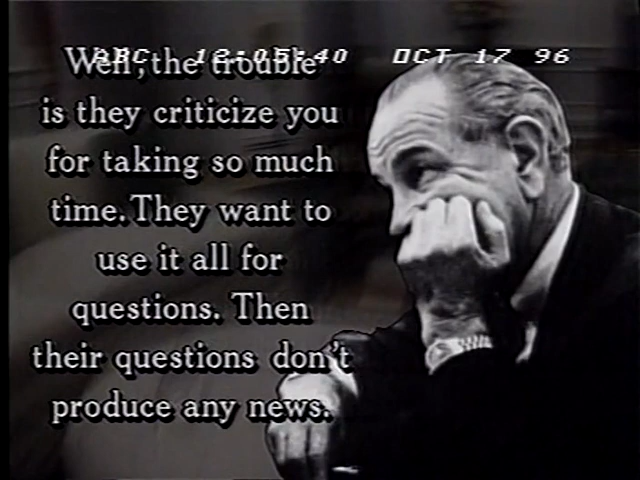 ABC 12:05:40 OCT 17 96
Well, the trouble
is they criticize you
for taking so much
time. They want to
use it all for
questions. Then
their questions don't
produce any news.